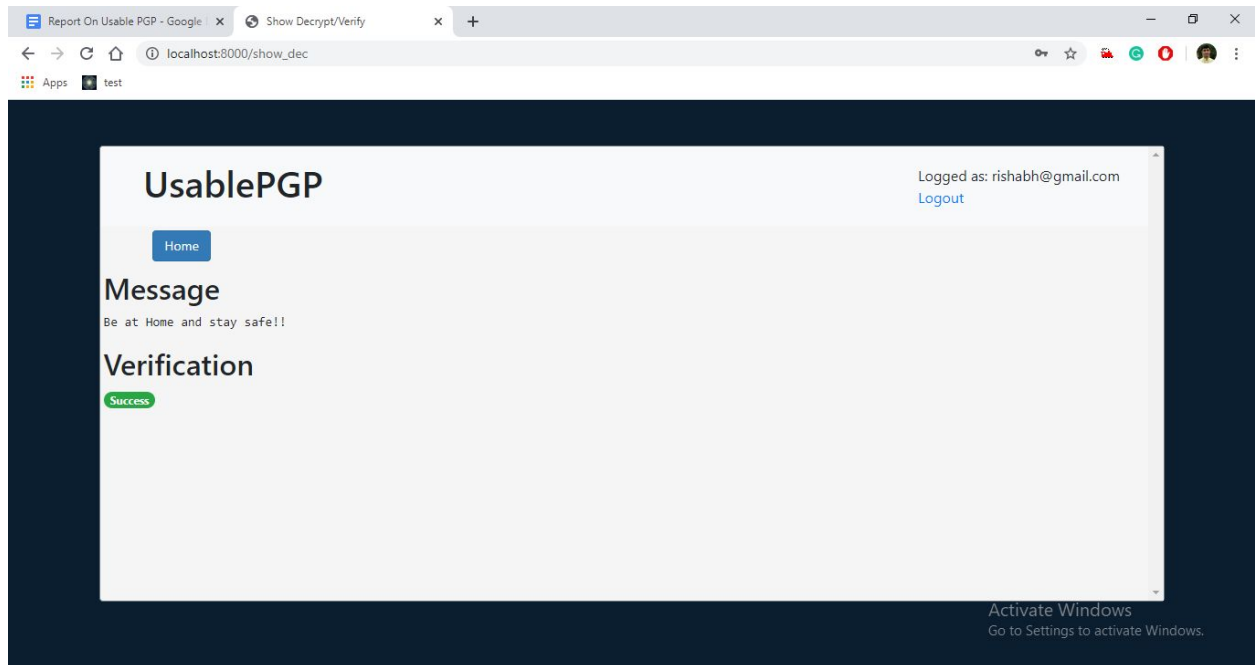 Report On Usable PGP - Google
Show Decrypt/Verify
localhost:8000/show_dec
Apps
test
UsablePGP
Logged as: rishabh@gmail.com
Logout
Home
Message
Be at Home and stay safe!!
Verification
Success
Activate Windows
Go to Settings to activate Windows.